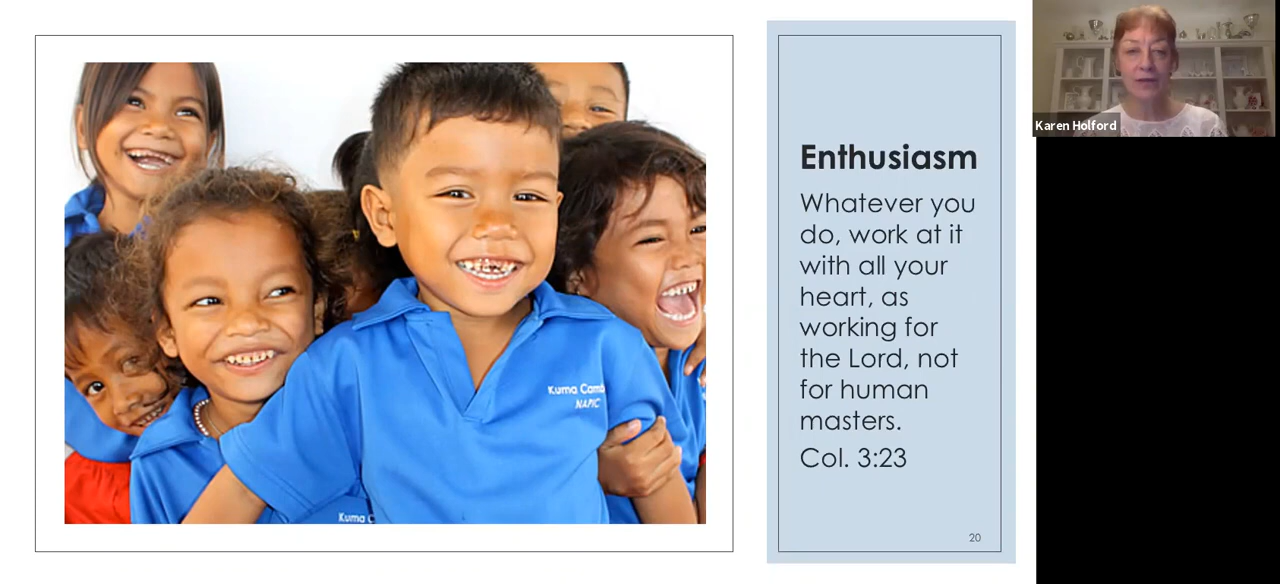 Enthusiasm
Whatever you
do, work at it
with all your
heart, as
working for
the Lord, not
for human
masters.
Col. 3:23
20
Karen Holford
Kuma Camb
NAPIC
Kuma C